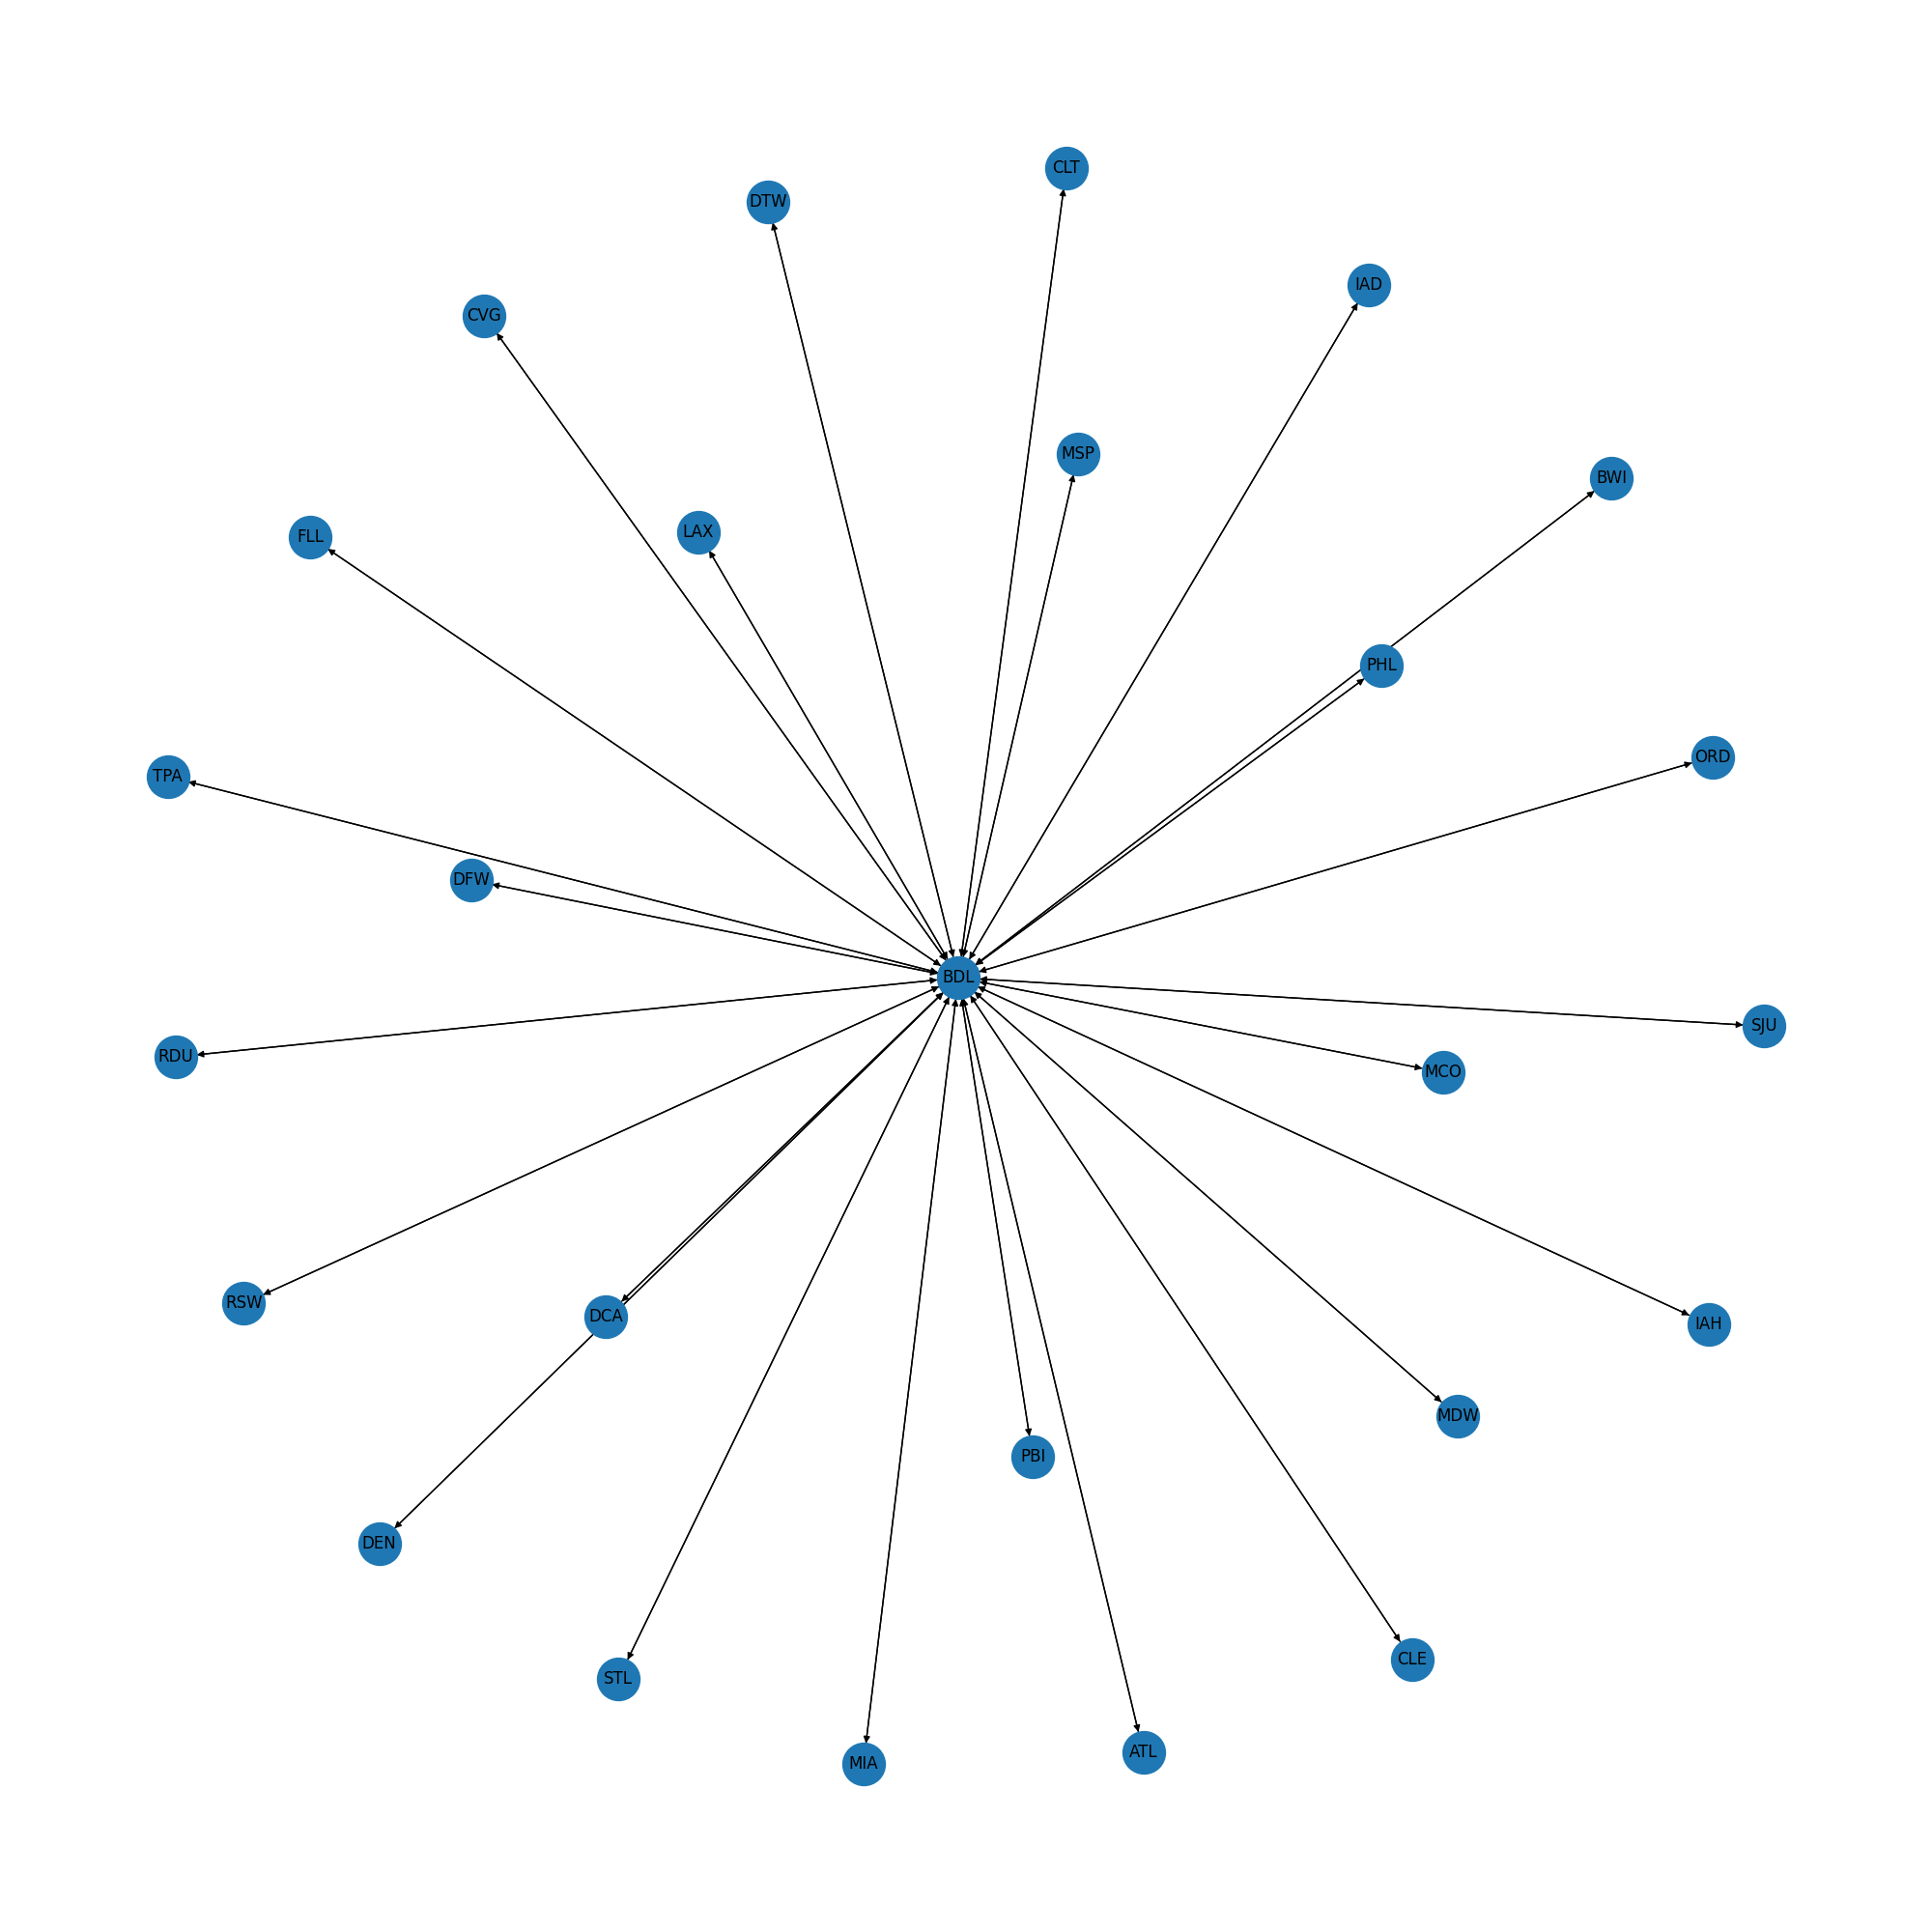 CLT
DTW
IAD
CVG
MSP
BWI
LAX
FLL
PHL
ORD
TPA
DFW
BDL
SJU
RDU
MCO
RSW
DCA
IAH
MDW
PBI
DEN
CLE
STL
ATL
MIA